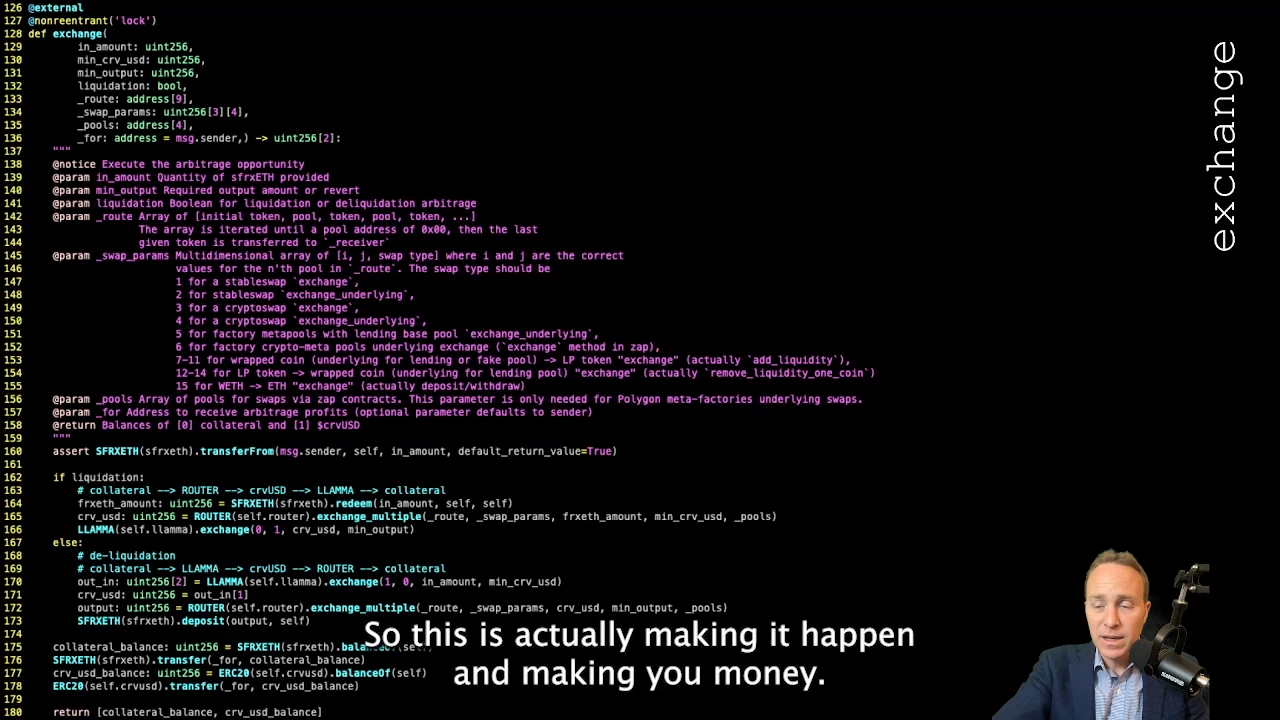 126 @external
127 @nonreentrant('lock')
128 def exchange(
129 in_amount: uint256,
130 min_crv_usd: uint256,
131 min_output: uint256,
132 liquidation: bool,
133 _route: address[9],
134 _swap_params: uint256[3][4],
135 _pools: address[4],
136 _for: address = msg.sender,) -> uint256[2]:
137 """
138 @notice Execute the arbitrage opportunity
139 @param in_amount Quantity of sfrxETH provided
140 @param min_output Required output amount or revert
141 @param liquidation Boolean for liquidation or deliquidation arbitrage
142 @param _route Array of [initial token, pool, token, pool, token, ...]
143 The array is iterated until a pool address of 0x00, then the last
144 given token is transferred to `_receiver`
145 @param _swap_params Multidimensional array of [i, j, swap type] where i and j are the correct
146 values for the n'th pool in `_route`. The swap type should be
147 1 for a stableswap `exchange`,
148 2 for stableswap `exchange_underlying`,
149 3 for a cryptoswap `exchange`,
150 4 for a cryptoswap `exchange_underlying`,
151 5 for factory metapools with lending base pool `exchange_underlying`,
152 6 for factory crypto-meta pools underlying exchange (`exchange` method in zap),
153 7-11 for wrapped coin (underlying for lending or fake pool) -> LP token "exchange" (actually `add_liquidity`),
154 12-14 for LP token -> wrapped coin (underlying for lending pool) "exchange" (actually `remove_liquidity_one_coin`)
155 15 for WETH -> ETH "exchange" (actually deposit/withdraw)
156 @param _pools Array of pools for swaps via zap contracts. This parameter is only needed for Polygon meta-factories underlying swaps.
157 @param _for Address to receive arbitrage profits (optional parameter defaults to sender)
158 @return Balances of [0] collateral and [1] $crvUSD
159 """
160 assert SFRXETH(sfrxeth).transferFrom(msg.sender, self, in_amount, default_return_value=True)
161
162 if liquidation:
163 # collateral --> ROUTER --> crvUSD --> LLAMMA --> collateral
164 frxeth_amount: uint256 = SFRXETH(sfrxeth).redeem(in_amount, self, self)
165 crv_usd: uint256 = ROUTER(self.router).exchange_multiple(_route, _swap_params, frxeth_amount, min_crv_usd, _pools)
166 LLAMMA(self.llamma).exchange(0, 1, crv_usd, min_output)
167 else:
168 # de-liquidation
169 # collateral --> LLAMMA --> crvUSD --> ROUTER --> collateral
170 out_in: uint256[2] = LLAMMA(self.llamma).exchange(1, 0, in_amount, min_crv_usd)
171 crv_usd: uint256 = out_in[1]
172 output: uint256 = ROUTER(self.router).exchange_multiple(_route, _swap_params, crv_usd, min_output, _pools)
173 SFRXETH(sfrxeth).deposit(output, self)
174
175 collateral_balance: uint256 = SFRXETH(sfrxeth).balanceOf(self)
176 SFRXETH(sfrxeth).transfer(_for, collateral_balance)
177 crv_usd_balance: uint256 = ERC20(self.crvusd).balanceOf(self)
178 ERC20(self.crvusd).transfer(_for, crv_usd_balance)
179
180 return [collateral_balance, crv_usd_balance]
exchange
So this is actually making it happen
and making you money.
SHURE